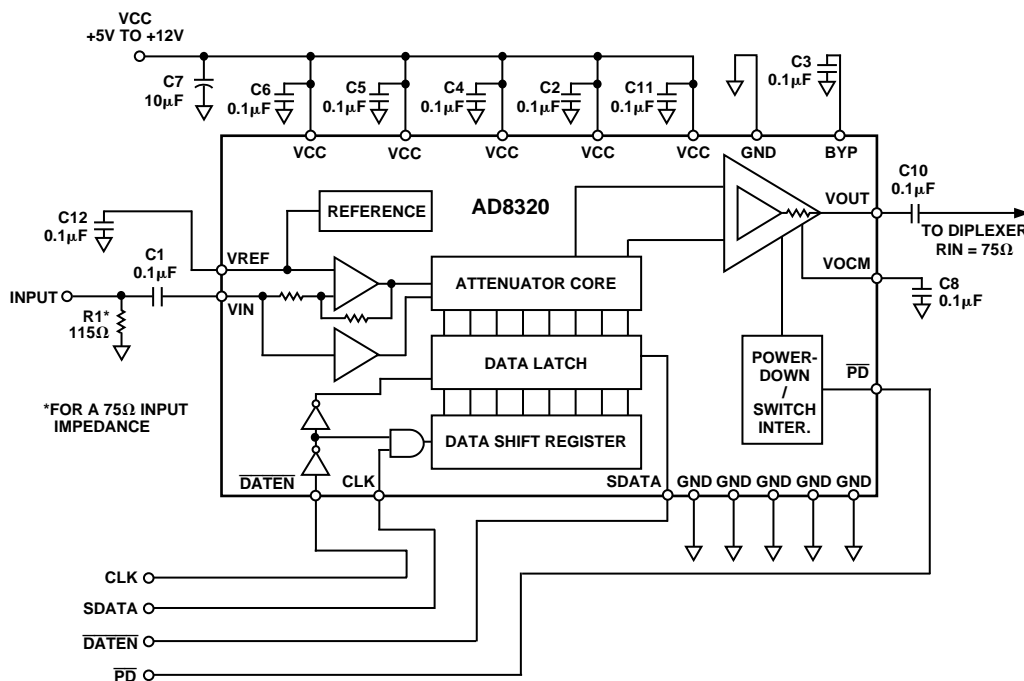 VCC
+5V TO +12V
C7
10µF
C6
0.1µF
C5
0.1µF
C4
0.1µF
C2
0.1µF
C11
0.1µF
C3
0.1µF
VCC
VCC
VCC
VCC
VCC
GND
BYP
C10
0.1µF
C12
0.1µF
REFERENCE
AD8320
VOUT
TO DIPLEXER
RIN = 75Ω
C1
0.1µF
VREF
ATTENUATOR CORE
VOCM
C8
0.1µF
INPUT
VIN
R1*
115Ω
DATA LATCH
POWER-
DOWN
/
SWITCH
INTER.
PD
*FOR A 75Ω INPUT
IMPEDANCE
DATA SHIFT REGISTER
DATEN
CLK
SDATA
GND
GND
GND
GND
GND
CLK
SDATA
DATEN
PD